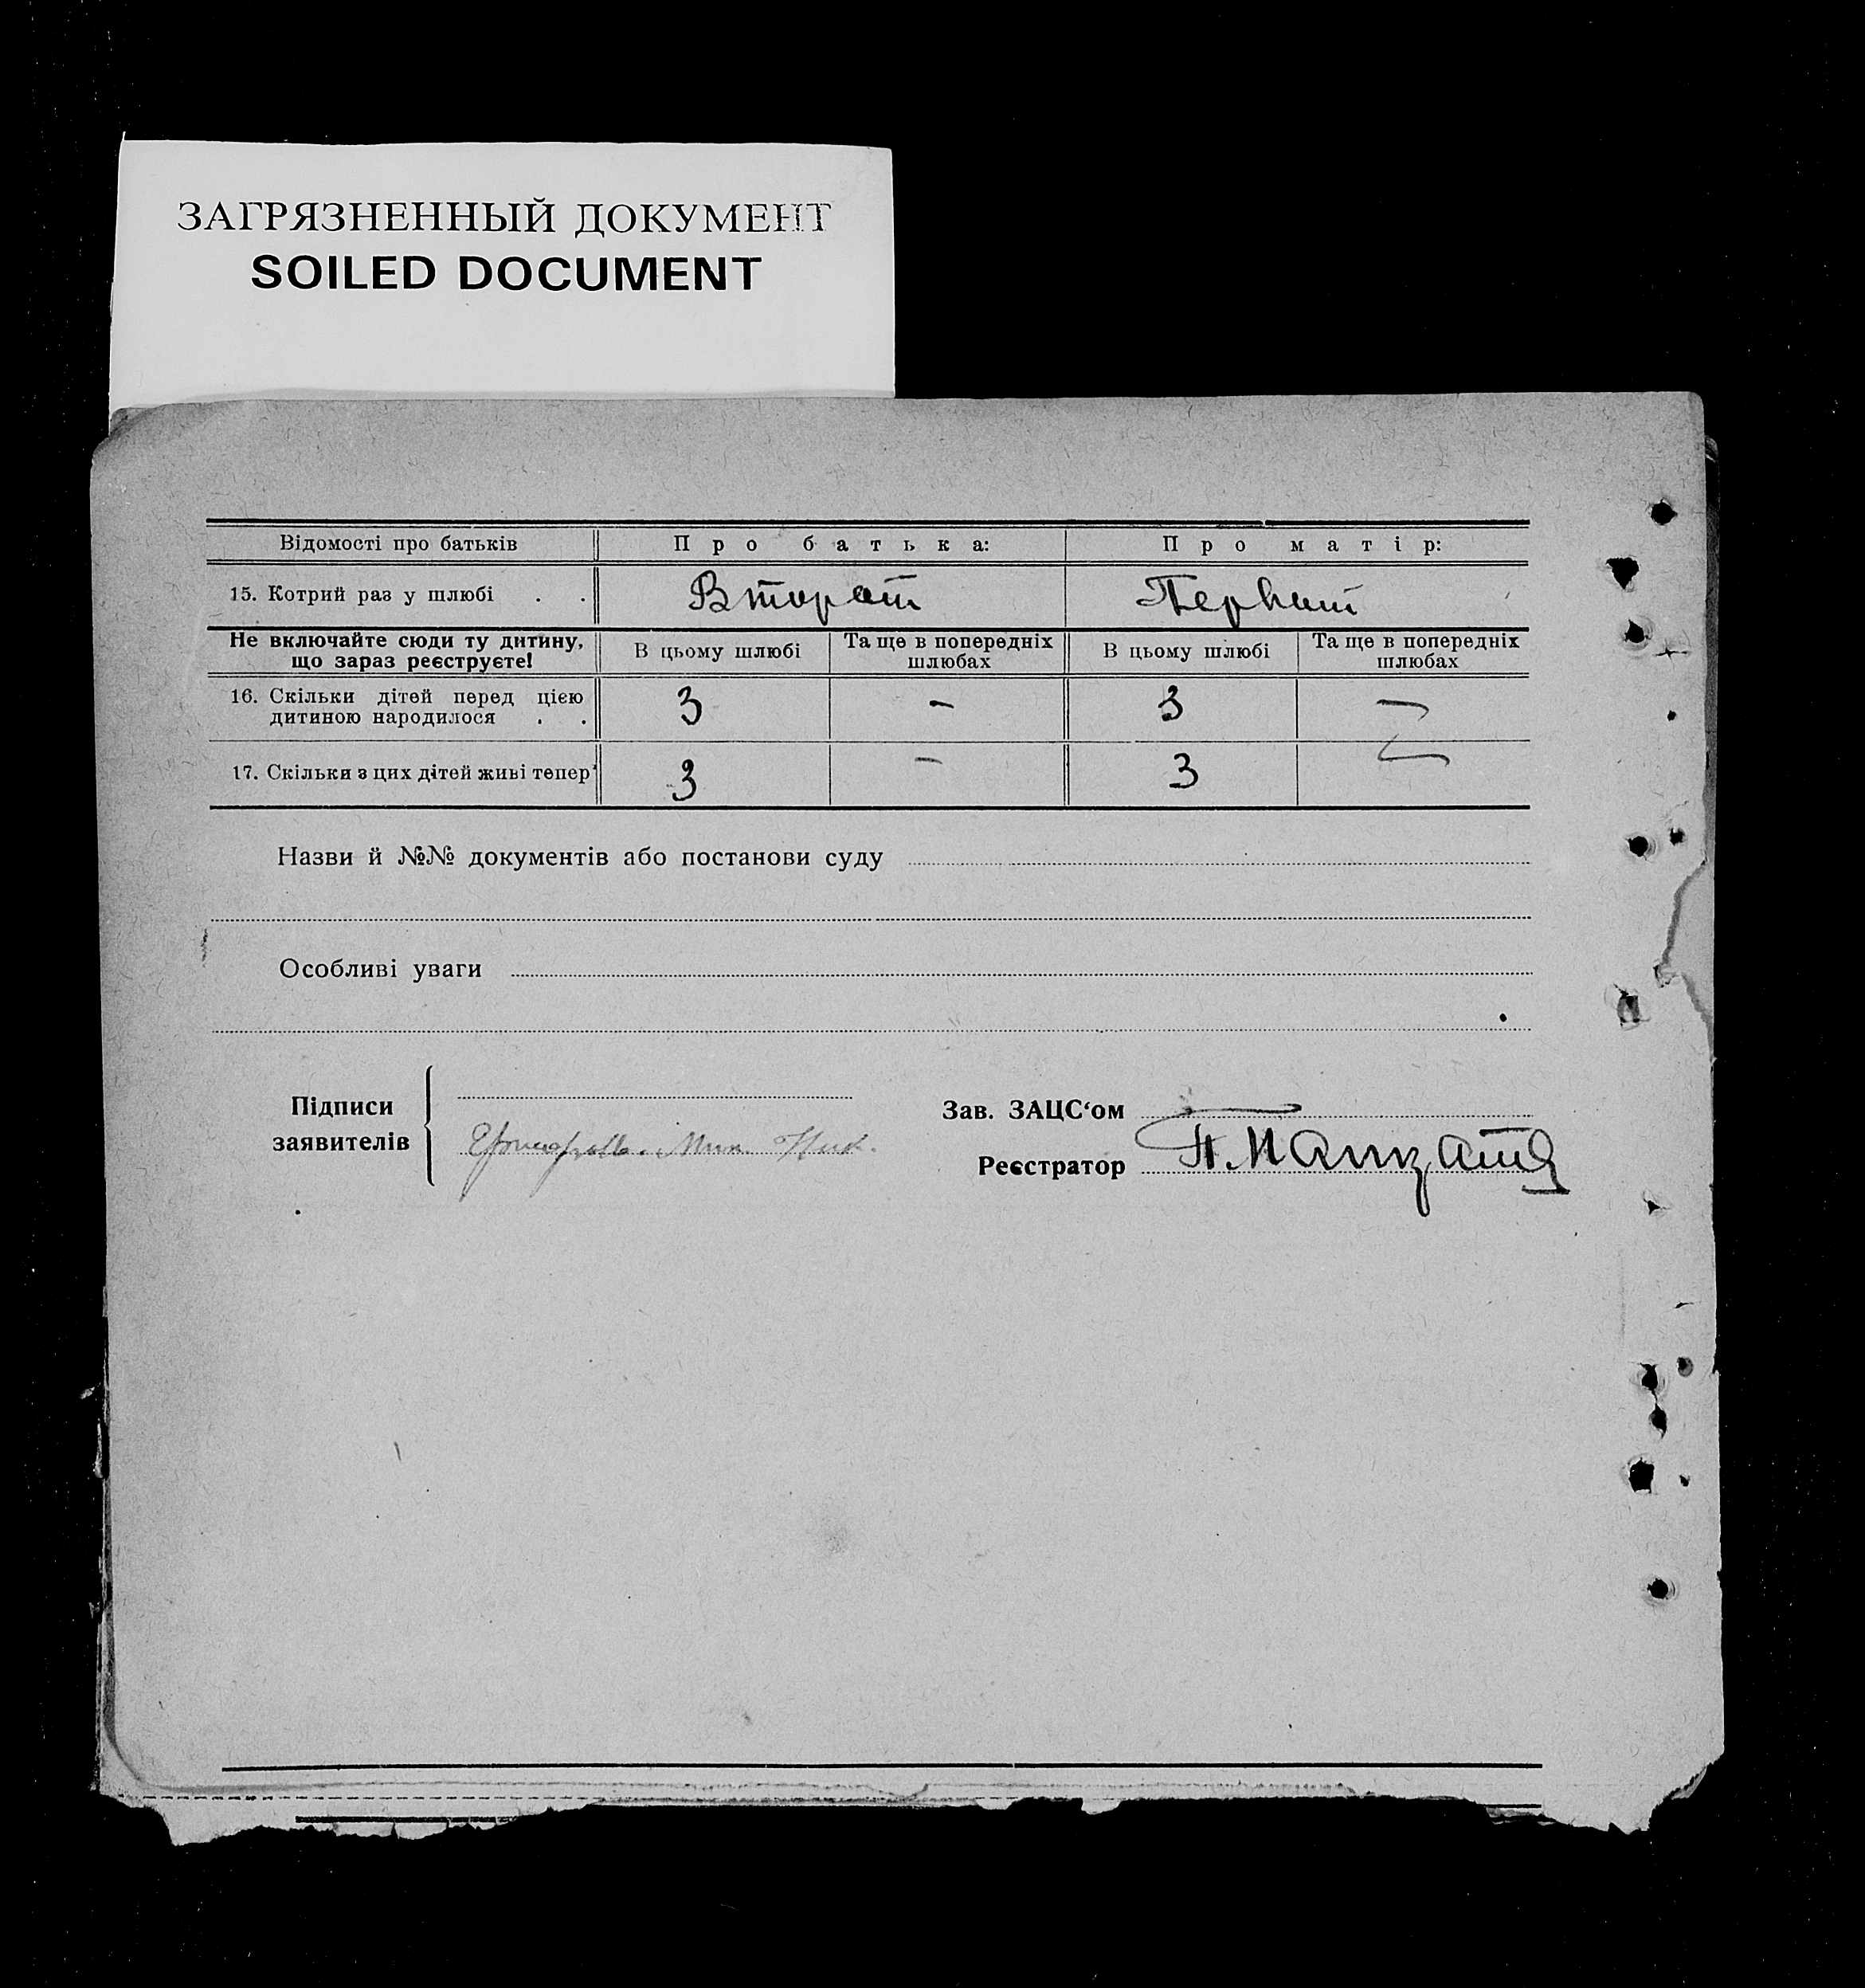 ЗАГРЯЗНЕННЫЙ ДОКУМЕНТ
SOILED DOCUMENT
Відомості про батьків Про батька: Про матір:
15. Котрий раз у шлюбі . . Вторат Первит
Не включайте сюди ту дитину, що зараз реєструєте! В цьому шлюбі Та ще в попередніх шлюбах В цьому шлюбі Та ще в попередніх шлюбах
16. Скільки дітей перед цією дитиною народилося . . 3 - 3 -
17. Скільки з цих дітей живі тепер 3 - 3 -
Назви й №№ документів або постанови суду
Особливі уваги
Підписи заявителів
Зав. ЗАЦС‘ом
Реєстратор